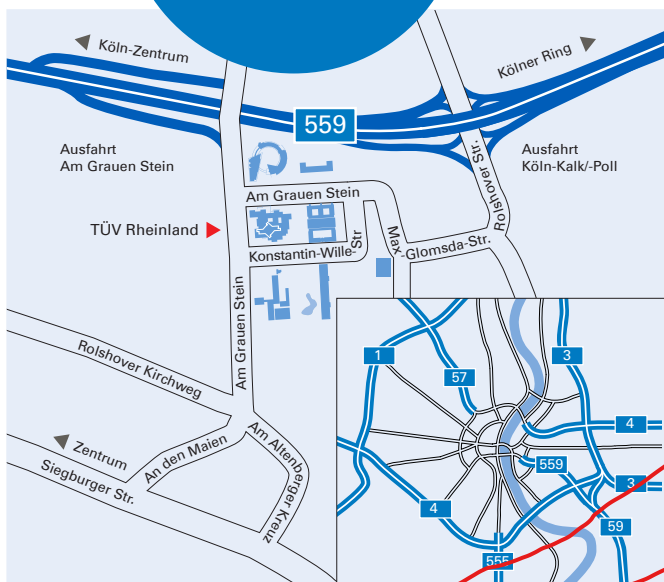 Köln-Zentrum
Kölner Ring
559
Ausfahrt
Am Grauen Stein
Ausfahrt
Köln-Kalk/-Poll
Rolshover Str.
Am Grauen Stein
TÜV Rheinland
Konstantin-Wille-Str
Max-Glomsda-Str.
Am Grauen Stein
Rolshover Kirchweg
Zentrum
An den Maien
Am Altenberger Kreuz
Siegburger Str.
1
3
57
4
559
3
4
59
555